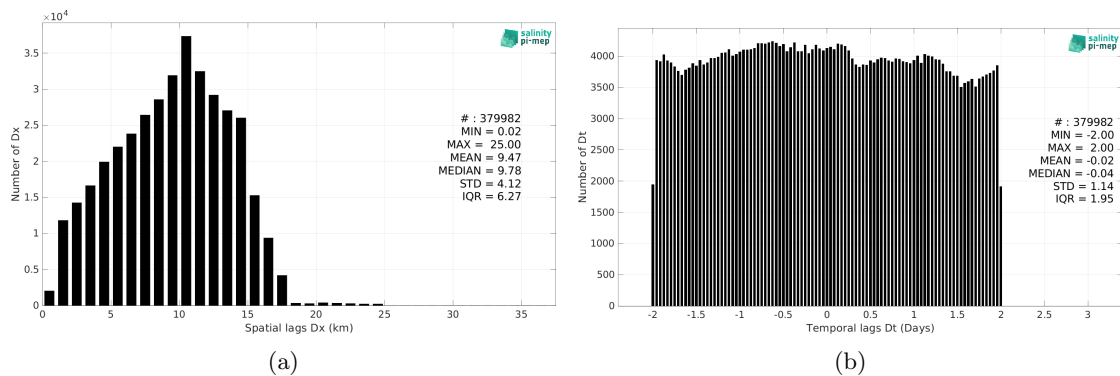 ×10⁴
3.5
3
2.5
2
1.5
1
0.5
0
Number of Dx
0 5 10 15 20 25 30 35
Spatial lags Dx (km)
salinity
pi-mep
# : 379982
MIN = 0.02
MAX = 25.00
MEAN = 9.47
MEDIAN = 9.78
STD = 4.12
IQR = 6.27
(a)
4000
3500
3000
2500
2000
1500
1000
500
0
Number of Dt
-2 -1.5 -1 -0.5 0 0.5 1 1.5 2 2.5 3
Temporal lags Dt (Days)
salinity
pi-mep
# : 379982
MIN = -2.00
MAX = 2.00
MEAN = -0.02
MEDIAN = -0.04
STD = 1.14
IQR = 1.95
(b)